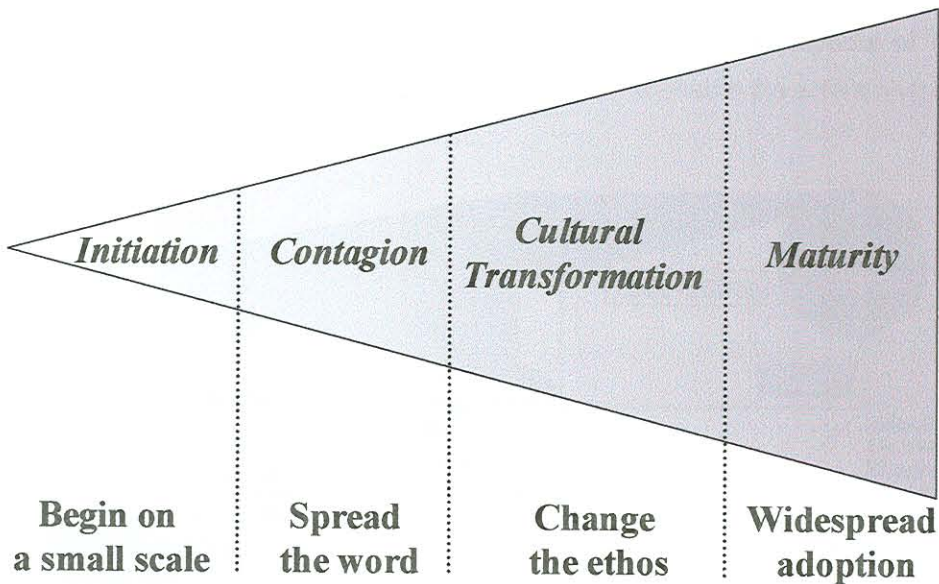 Initiation
Contagion
Cultural
Transformation
Maturity
Begin on
a small scale
Spread
the word
Change
the ethos
Widespread
adoption